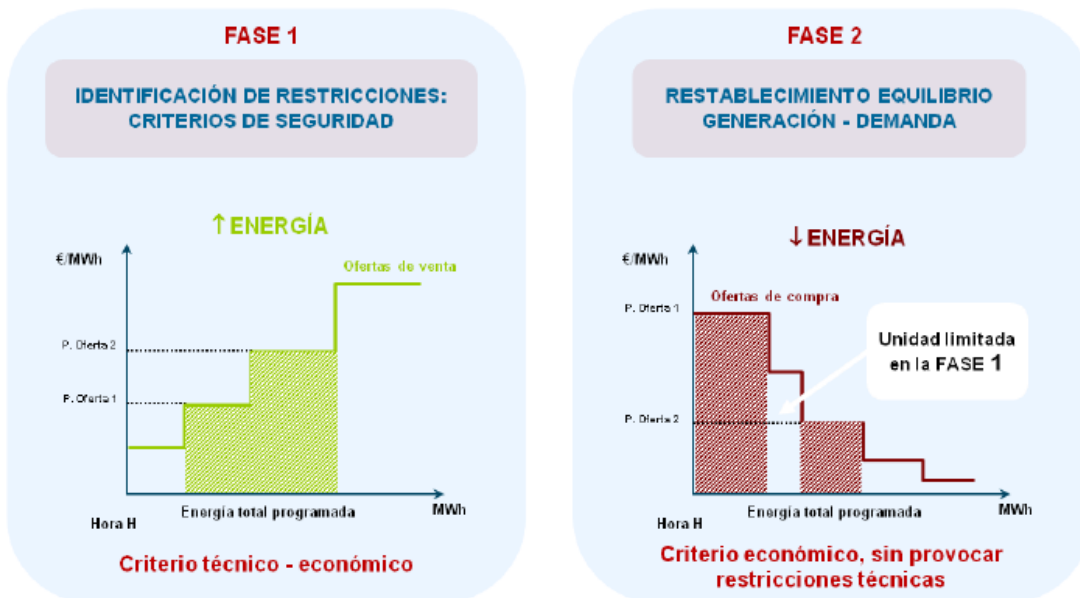 FASE 1
IDENTIFICACIÓN DE RESTRICCIONES:
CRITERIOS DE SEGURIDAD
↑ ENERGÍA
€/MWh
Ofertas de venta
P. Oferta 2
P. Oferta 1
Energía total programada
MWh
Hora H
Criterio técnico - económico
FASE 2
RESTABLECIMIENTO EQUILIBRIO
GENERACIÓN - DEMANDA
↓ ENERGÍA
€/MWh
P. Oferta 1
Ofertas de compra
Unidad limitada
en la FASE 1
P. Oferta 2
Energía total programada
MWh
Hora H
Criterio económico, sin provocar
restricciones técnicas